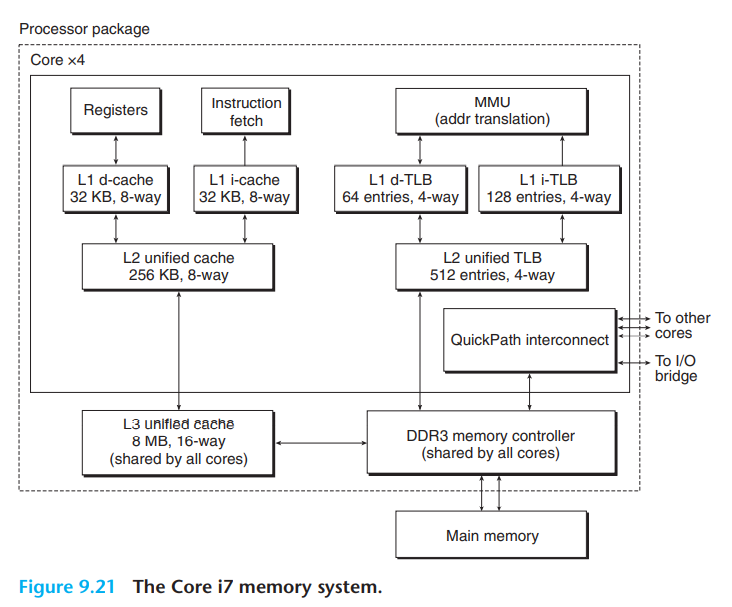 Processor package
Core ×4
Registers
Instruction
fetch
MMU
(addr translation)
L1 d-cache
32 KB, 8-way
L1 i-cache
32 KB, 8-way
L1 d-TLB
64 entries, 4-way
L1 i-TLB
128 entries, 4-way
L2 unified cache
256 KB, 8-way
L2 unified TLB
512 entries, 4-way
QuickPath interconnect
To other
cores
To I/O
bridge
L3 unified cache
8 MB, 16-way
(shared by all cores)
DDR3 memory controller
(shared by all cores)
Main memory
Figure 9.21 The Core i7 memory system.